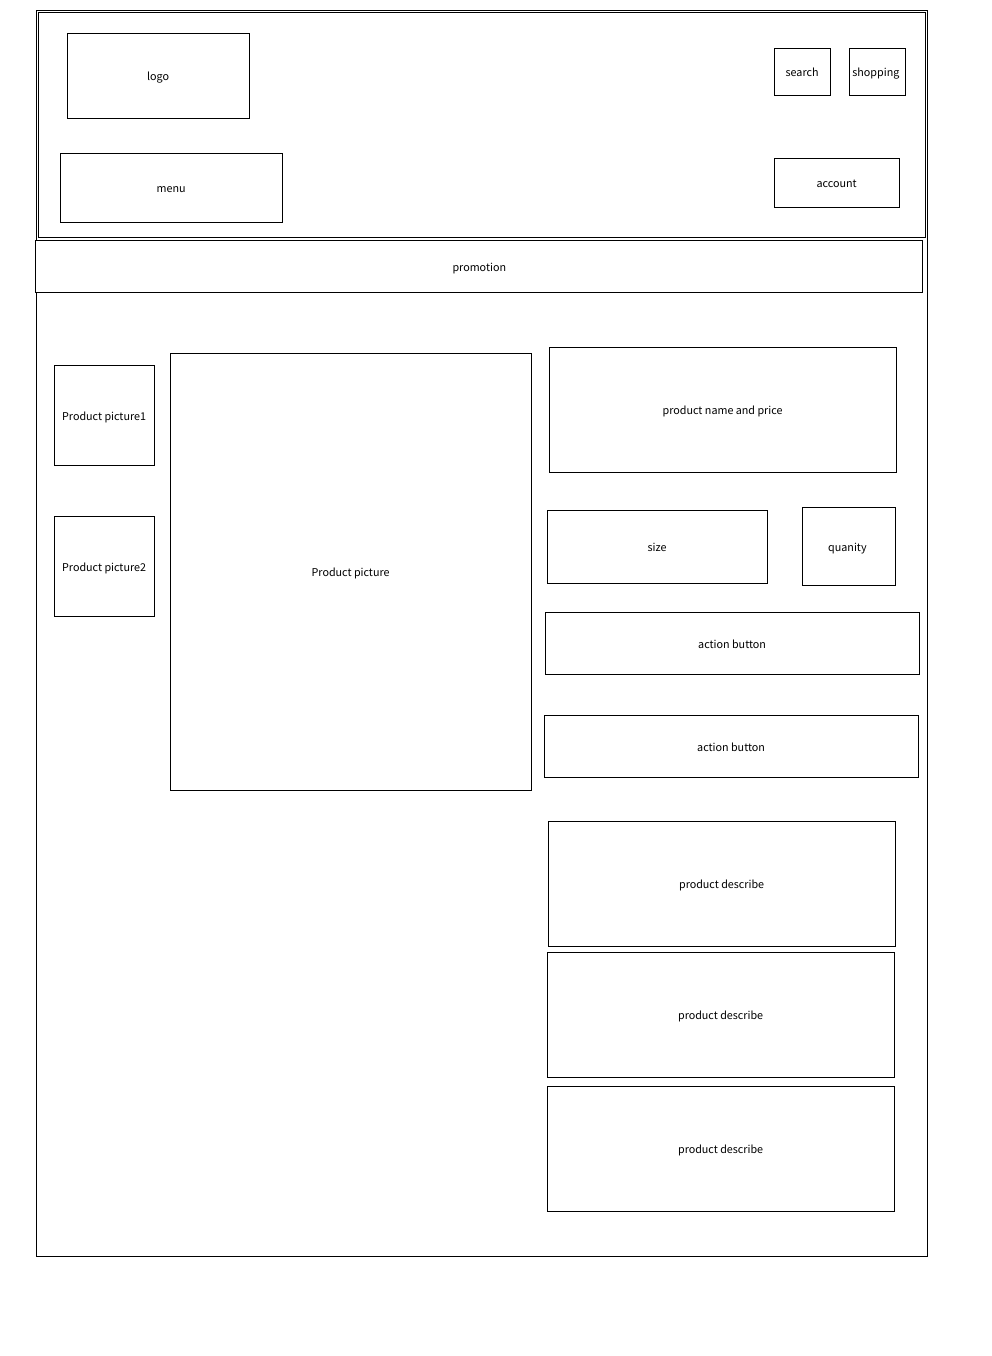 logo
search
shopping
menu
account
promotion
Product picture1
Product picture2
Product picture
product name and price
size
quanity
action button
action button
product describe
product describe
product describe